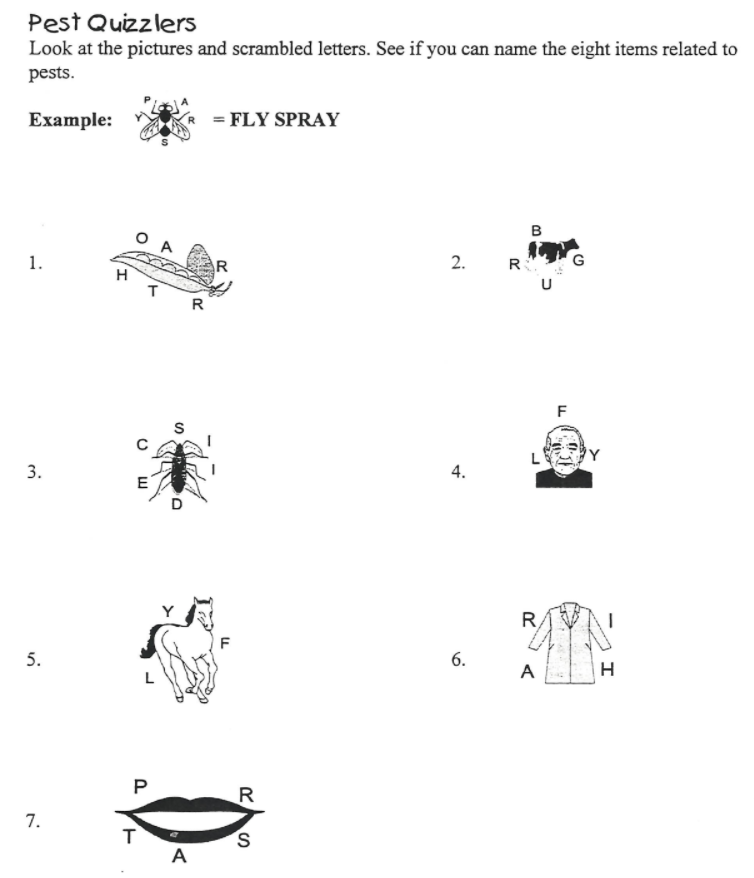 Pest Quizzlers
Look at the pictures and scrambled letters. See if you can name the eight items related to
pests.
Example: P A Y R S = FLY SPRAY
1. O A H T R R
2. B R G U
3. S C I E I D
4. F L Y
5. Y F L
6. R I A H
7. P R T S A